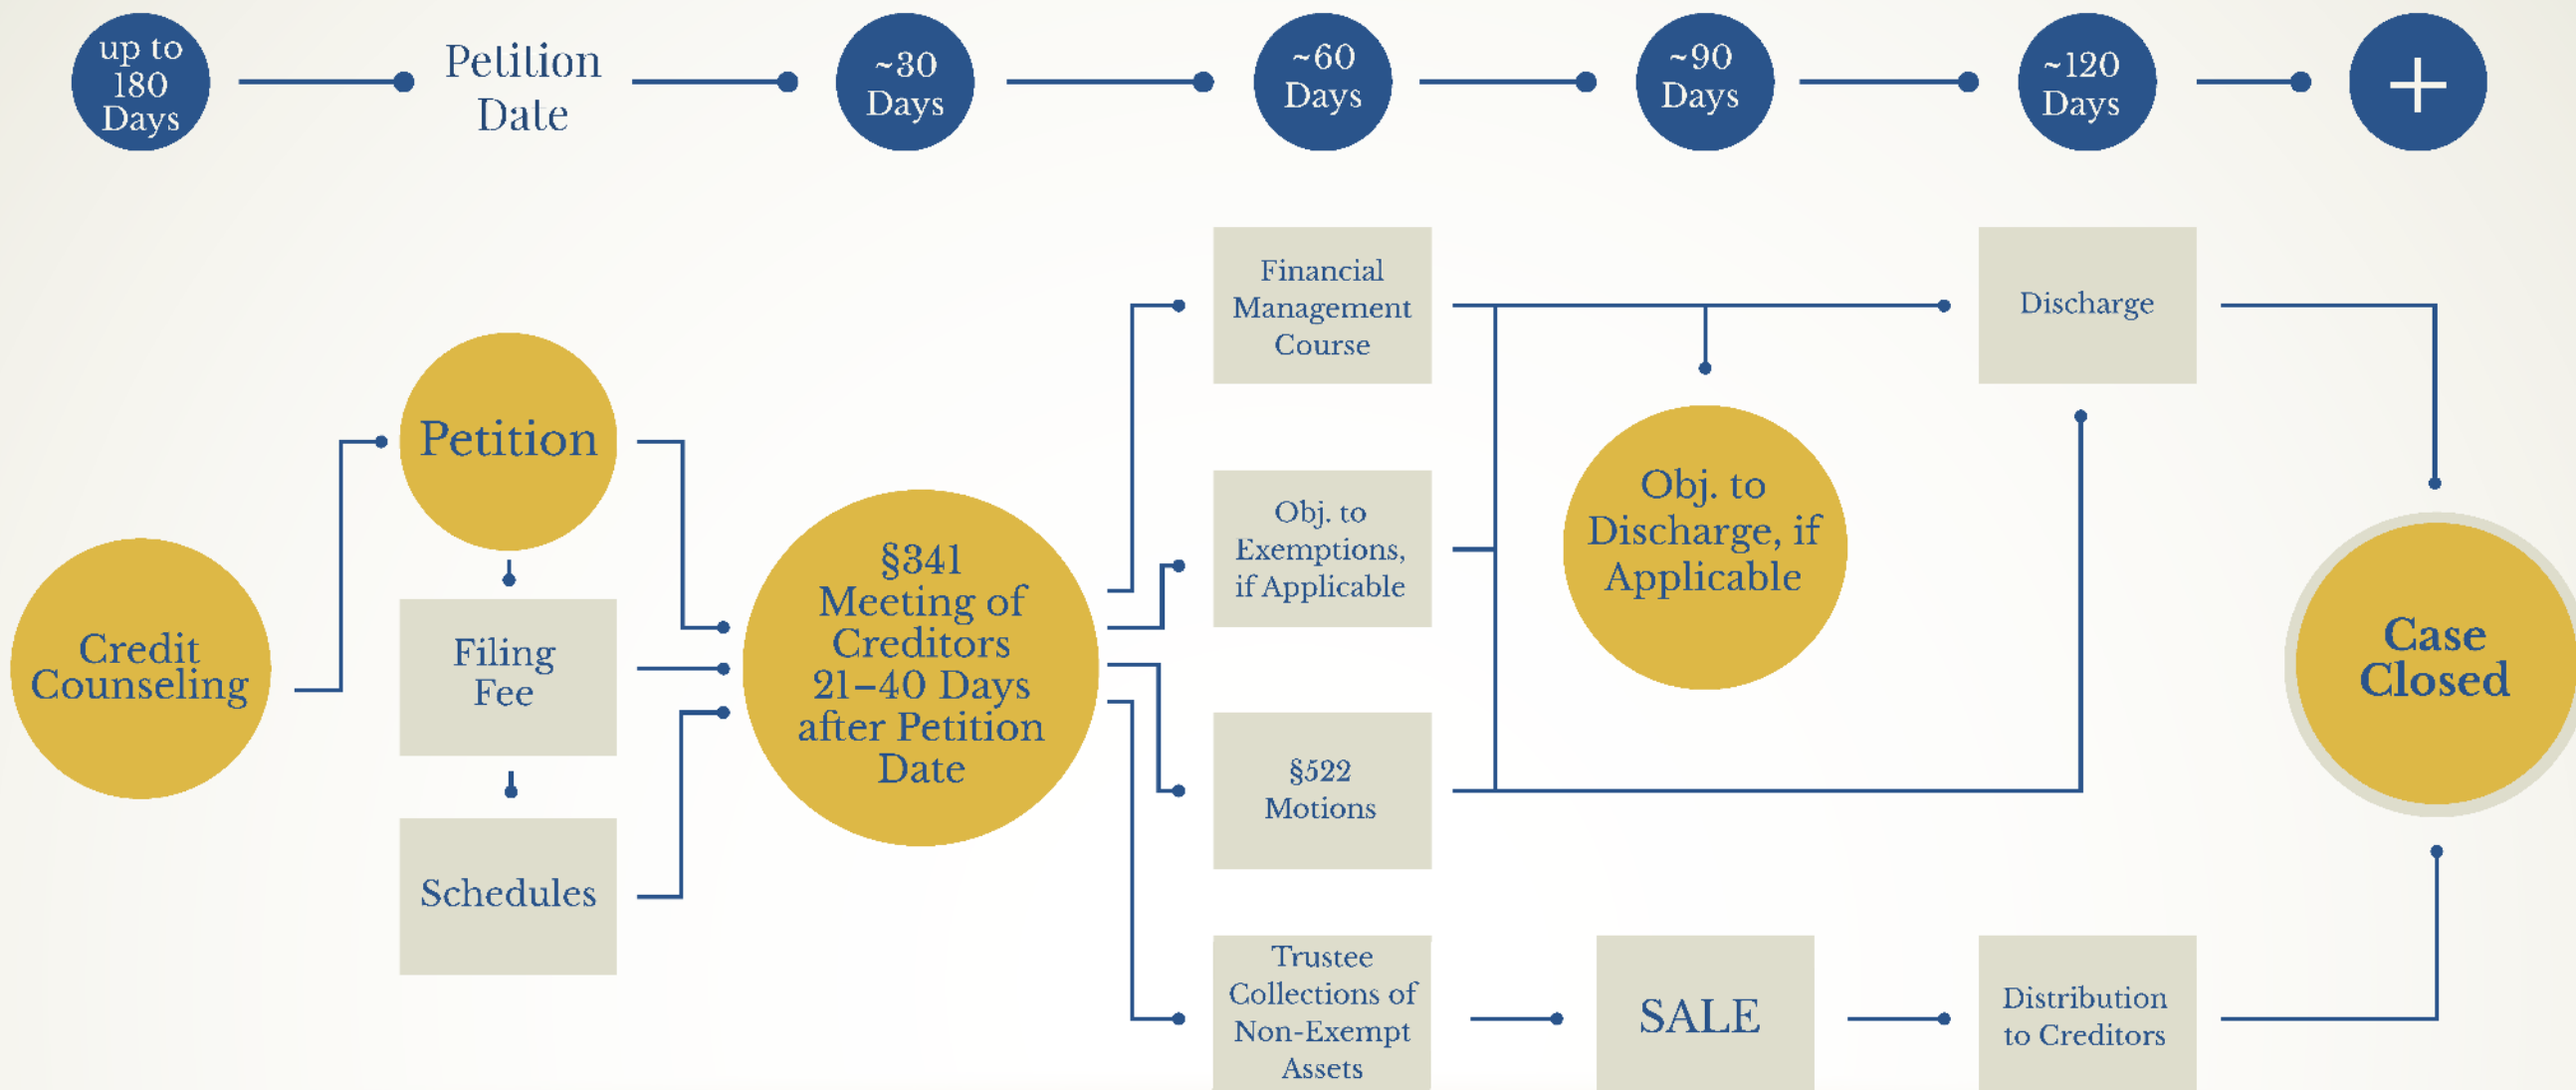 up to
180
Days
Petition
Date
~30
Days
~60
Days
~90
Days
~120
Days
+
Credit
Counseling
Petition
Filing
Fee
Schedules
§341
Meeting of
Creditors
21–40 Days
after Petition
Date
Financial
Management
Course
Obj. to
Exemptions,
if Applicable
§522
Motions
Trustee
Collections of
Non-Exempt
Assets
Obj. to
Discharge, if
Applicable
SALE
Discharge
Distribution
to Creditors
Case
Closed